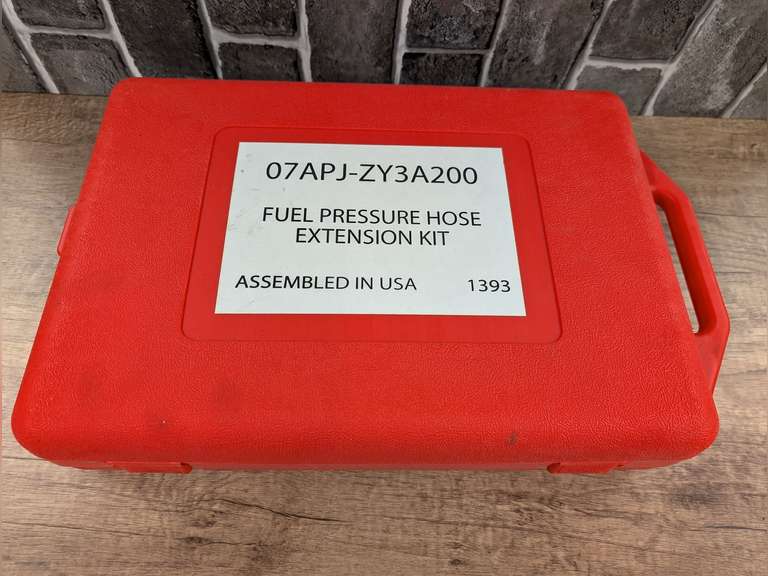 07APJ-ZY3A200
FUEL PRESSURE HOSE
EXTENSION KIT
ASSEMBLED IN USA 1393